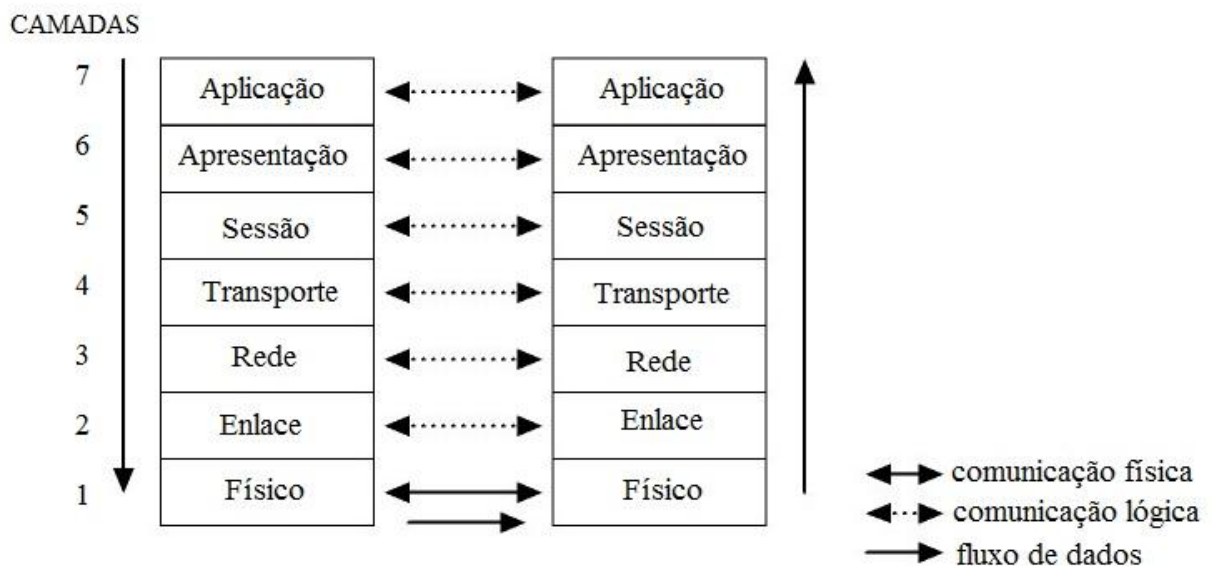 CAMADAS
7 Aplicação Aplicação
6 Apresentação Apresentação
5 Sessão Sessão
4 Transporte Transporte
3 Rede Rede
2 Enlace Enlace
1 Físico Físico
comunicação física
comunicação lógica
fluxo de dados